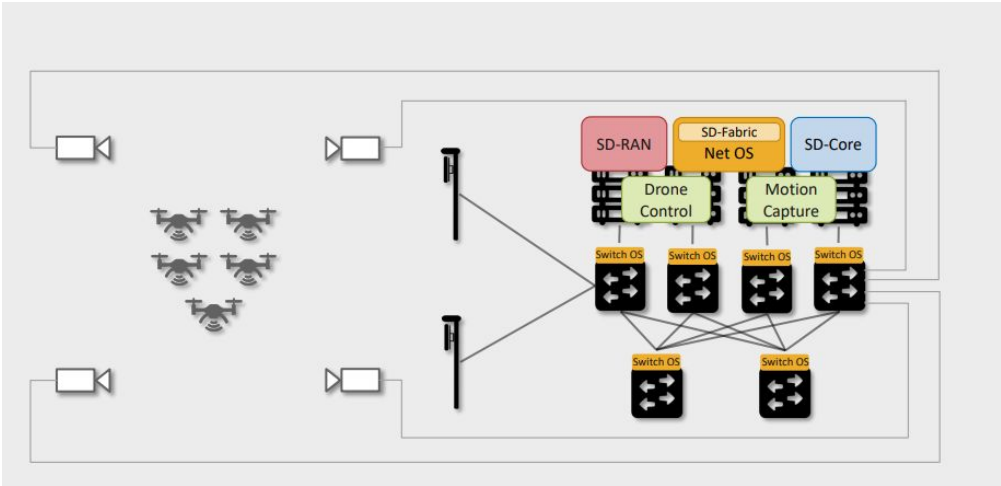 SD-RAN
SD-Fabric
Net OS
SD-Core
Drone
Control
Motion
Capture
Switch OS
Switch OS
Switch OS
Switch OS
Switch OS
Switch OS